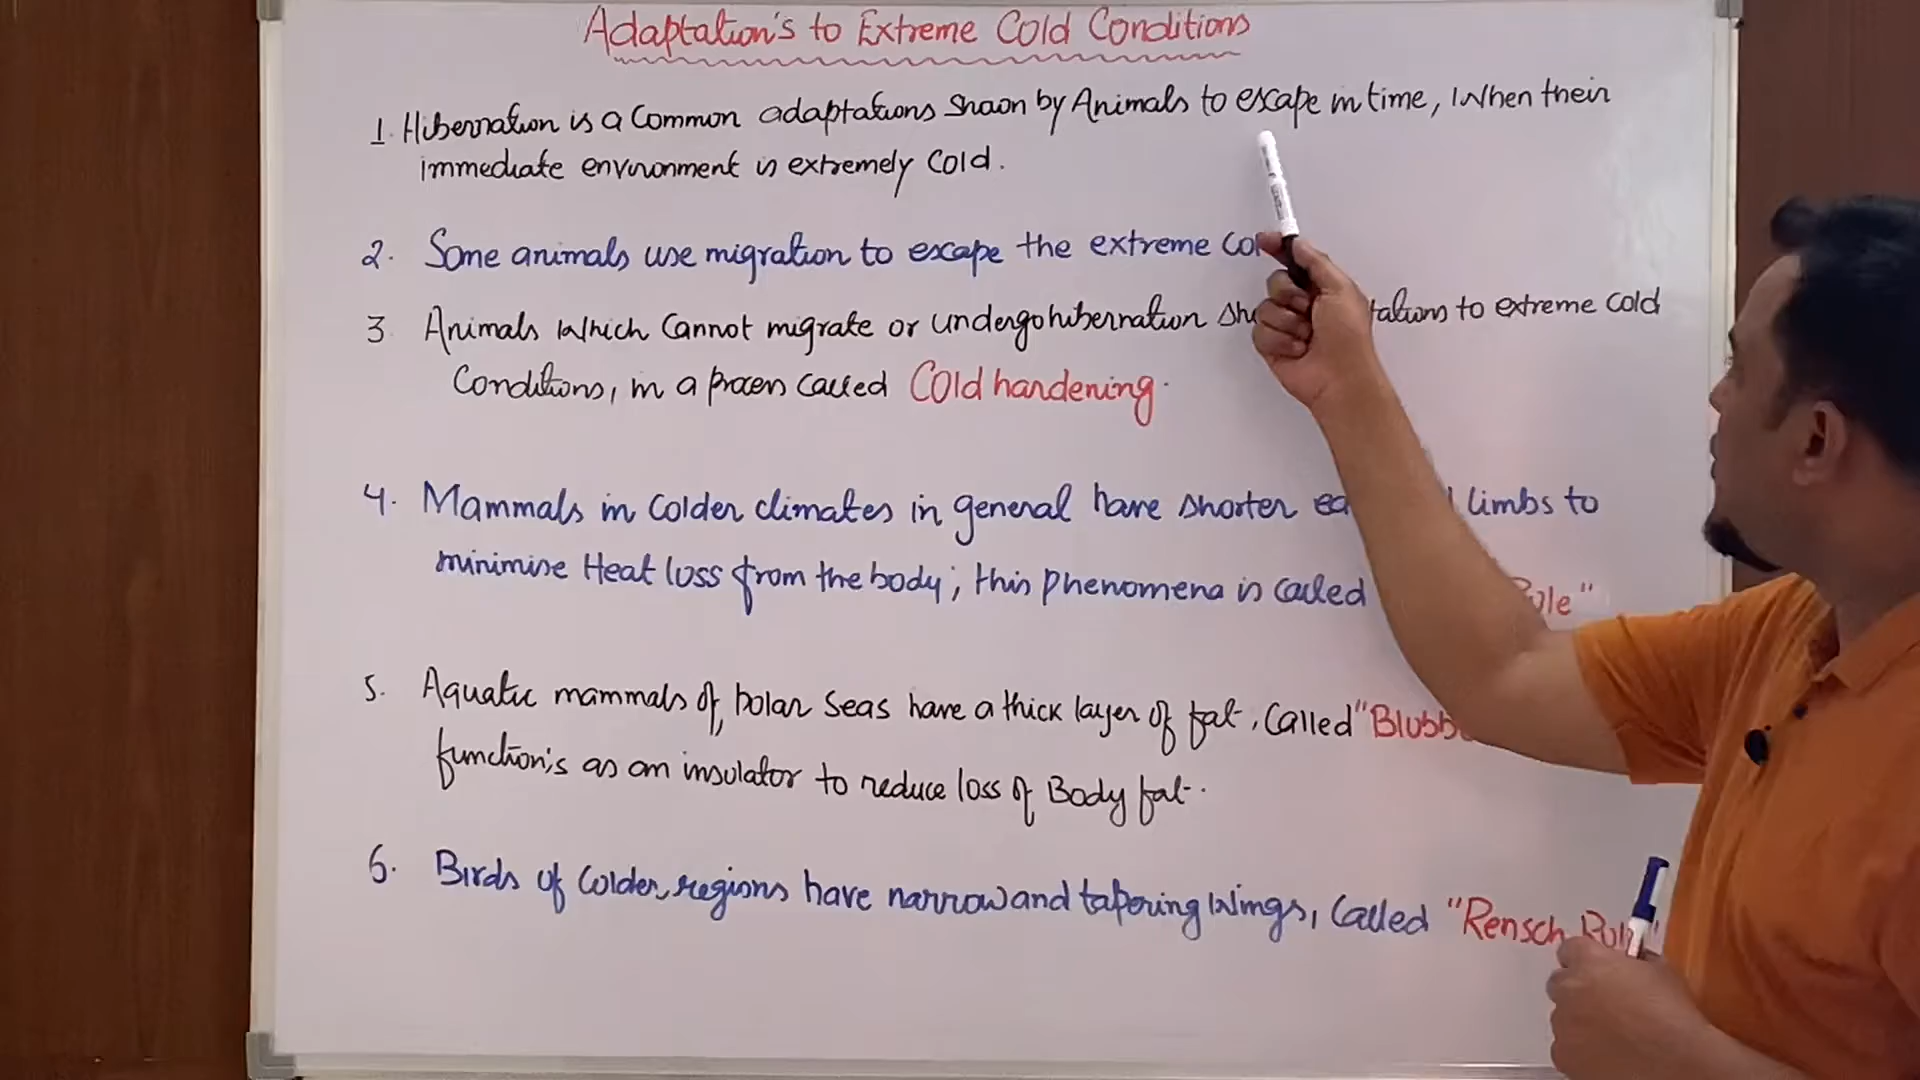 Adaptation's to Extreme Cold Conditions
1. Hibernation is a Common adaptations Shown by Animals to escape in time, When their
immediate environment is extremely Cold.
2. Some animals use migration to escape the extreme
3 Animals Which Cannot migrate or undergo hibernation to extreme Cold
Conditions, in a process called Cold hardening.
4. Mammals in Colder climates in general have shorter limbs to
minimise Heat loss from the body; this phenomena is called
5. Aquatic mammals of polar Seas have a thick layer of fat, Called
function's as an insulator to reduce loss of Body fat.
6. Birds of Colder, regions have narrow and tapering Wings, Called "Rensch Rule"